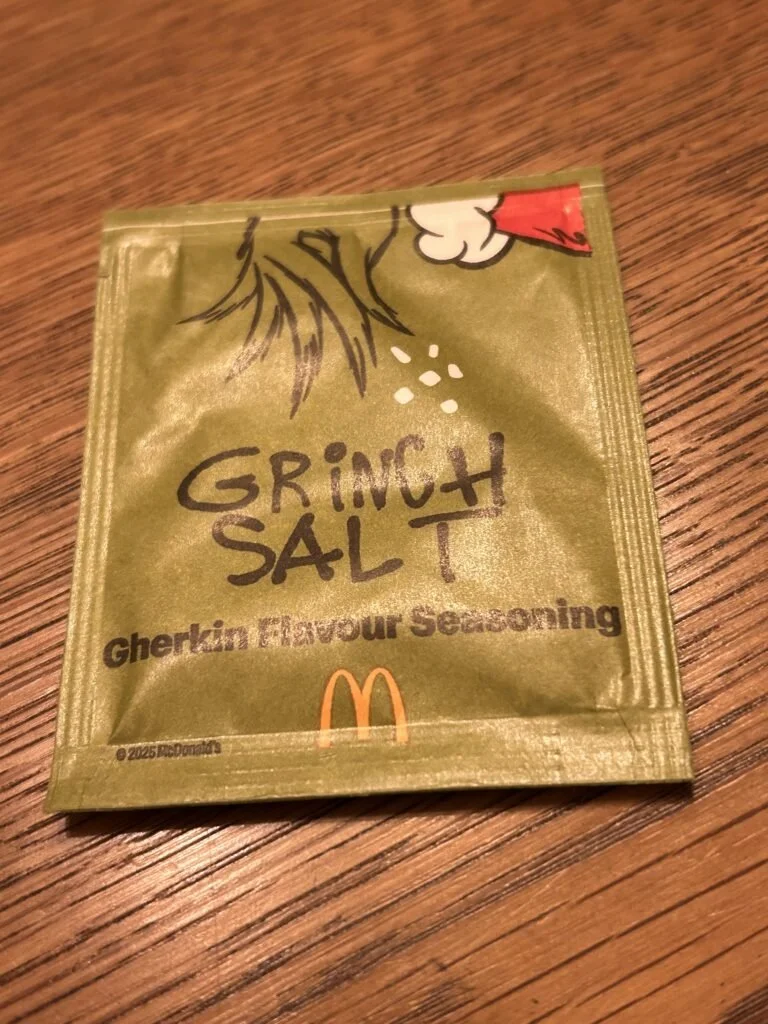 GRiNCH
SALT
Gherkin Flavour Seasoning
© 2025 McDonald's